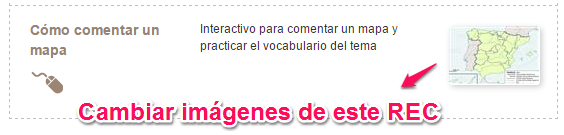 Cómo comentar un
mapa
Interactivo para comentar un mapa y
practicar el vocabulario del tema
Cambiar imágenes de este REC